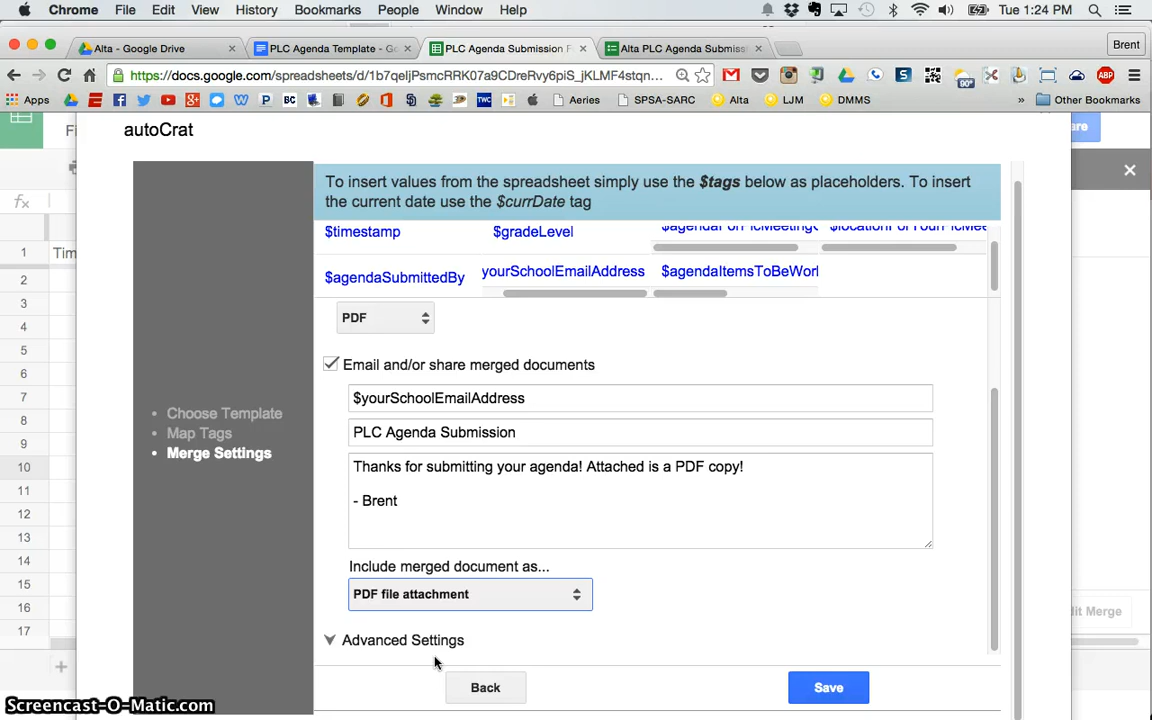 Chrome File Edit View History Bookmarks People Window Help Tue 1:24 PM
Alta - Google Drive PLC Agenda Template - G PLC Agenda Submission F Alta PLC Agenda Submiss Brent
https://docs.google.com/spreadsheets/d/1b7qeIjPsmcRRK07a9CDreRvy6piS_jKLMF4stqn...
Apps Aeries SPSA-SARC Alta LJM DMMS » Other Bookmarks
autoCrat
To insert values from the spreadsheet simply use the $tags below as placeholders. To insert
the current date use the $currDate tag
$timestamp $gradeLevel
$agendaSubmittedBy yourSchoolEmailAddress $agendaItemsToBeWorl
PDF
Email and/or share merged documents
$yourSchoolEmailAddress
PLC Agenda Submission
Thanks for submitting your agenda! Attached is a PDF copy!
- Brent
Include merged document as...
PDF file attachment
Advanced Settings
Back Save
• Choose Template
• Map Tags
• Merge Settings
fx
1 Tim
2
3
4
5
6
7
8
9
10
11
12
13
14
15
16
17
dit Merge
Screencast-O-Matic.com